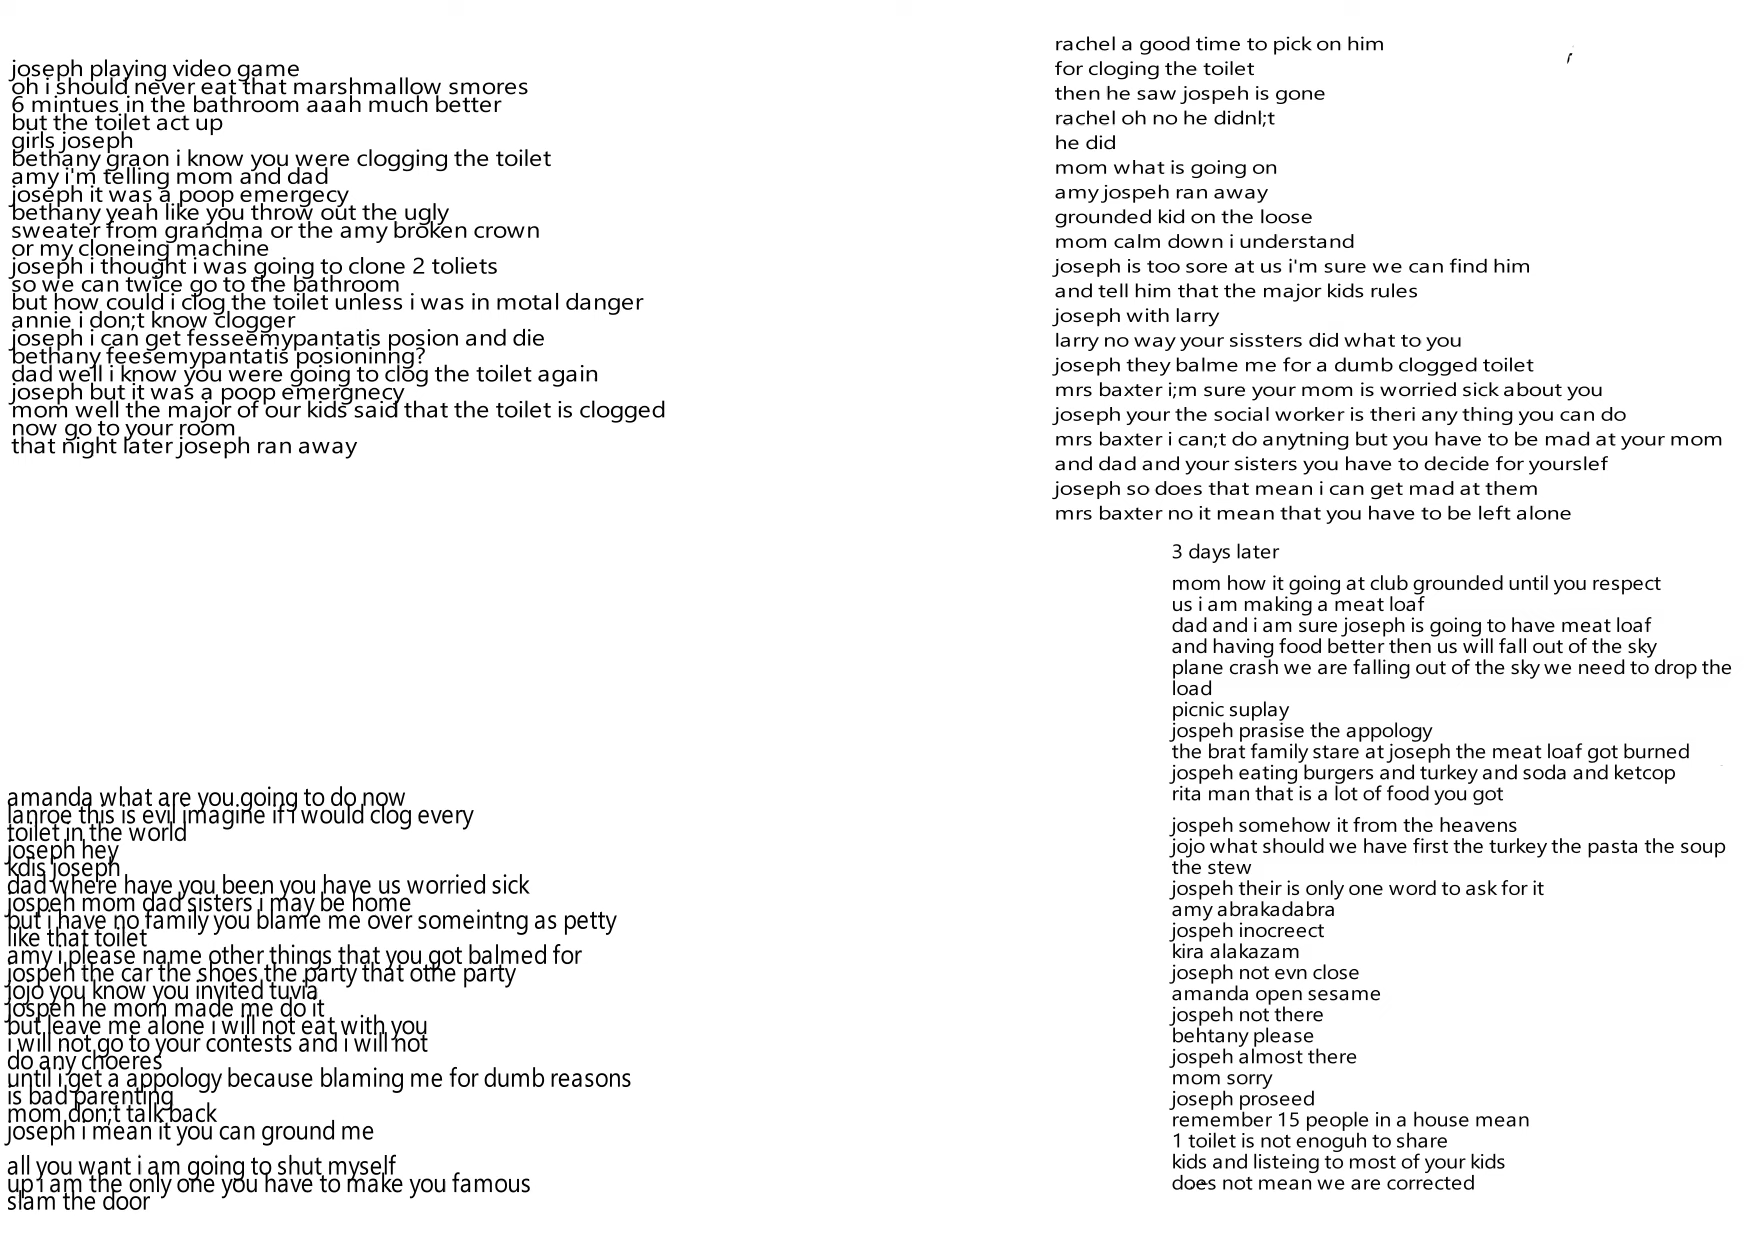 joseph playing video game
oh i should never eat that marshmallow smores
6 mintues in the bathroom aaah much better
but the toilet act up
girls joseph
bethany graon i know you were clogging the toilet
amy i'm telling mom and dad
joseph it was a poop emergecy
bethany yeah like you throw out the ugly
sweater from grandma or the amy broken crown
or my cloneing machine
joseph i thought i was going to clone 2 toliets
so we can twice go to the bathroom
but how could i clog the toilet unless i was in motal danger
annie i don;t know clogger
joseph i can get fesseemypantatis posion and die
bethany feesemypantatis posioninng?
dad well i know you were going to clog the toilet again
joseph but it was a poop emergnecy
mom well the major of our kids said that the toilet is clogged
now go to your room
that night later joseph ran away
rachel a good time to pick on him
for cloging the toilet
then he saw jospeh is gone
rachel oh no he didnl;t
he did
mom what is going on
amy jospeh ran away
grounded kid on the loose
mom calm down i understand
joseph is too sore at us i'm sure we can find him
and tell him that the major kids rules
joseph with larry
larry no way your sissters did what to you
joseph they balme me for a dumb clogged toilet
mrs baxter i;m sure your mom is worried sick about you
joseph your the social worker is theri any thing you can do
mrs baxter i can;t do anytning but you have to be mad at your mom
and dad and your sisters you have to decide for yourslef
joseph so does that mean i can get mad at them
mrs baxter no it mean that you have to be left alone
amanda what are you going to do now
lanroe this is evil imagine if i would clog every
toilet in the world
joseph hey
kdis joseph
dad where have you been you have us worried sick
jospeh mom dad sisters i may be home
but i have no family you blame me over someintng as petty
like that toilet
amy i please name other things that you got balmed for
jospeh the car the shoes the party that othe party
jojo you know you invited tuvia
jospeh he mom made me do it
but leave me alone i will not eat with you
i will not go to your contests and i will not
do any choeres
until i get a appology because blaming me for dumb reasons
is bad parenting
mom don;t talk back
joseph i mean it you can ground me
all you want i am going to shut myself
up i am the only one you have to make you famous
slam the door
3 days later
mom how it going at club grounded until you respect
us i am making a meat loaf
dad and i am sure joseph is going to have meat loaf
and having food better then us will fall out of the sky
plane crash we are falling out of the sky we need to drop the
load
picnic suplay
jospeh prasise the appology
the brat family stare at joseph the meat loaf got burned
jospeh eating burgers and turkey and soda and ketcop
rita man that is a lot of food you got
jospeh somehow it from the heavens
jojo what should we have first the turkey the pasta the soup
the stew
jospeh their is only one word to ask for it
amy abrakadabra
jospeh inocreect
kira alakazam
joseph not evn close
amanda open sesame
jospeh not there
behtany please
jospeh almost there
mom sorry
joseph proseed
remember 15 people in a house mean
1 toilet is not enoguh to share
kids and listeing to most of your kids
does not mean we are corrected